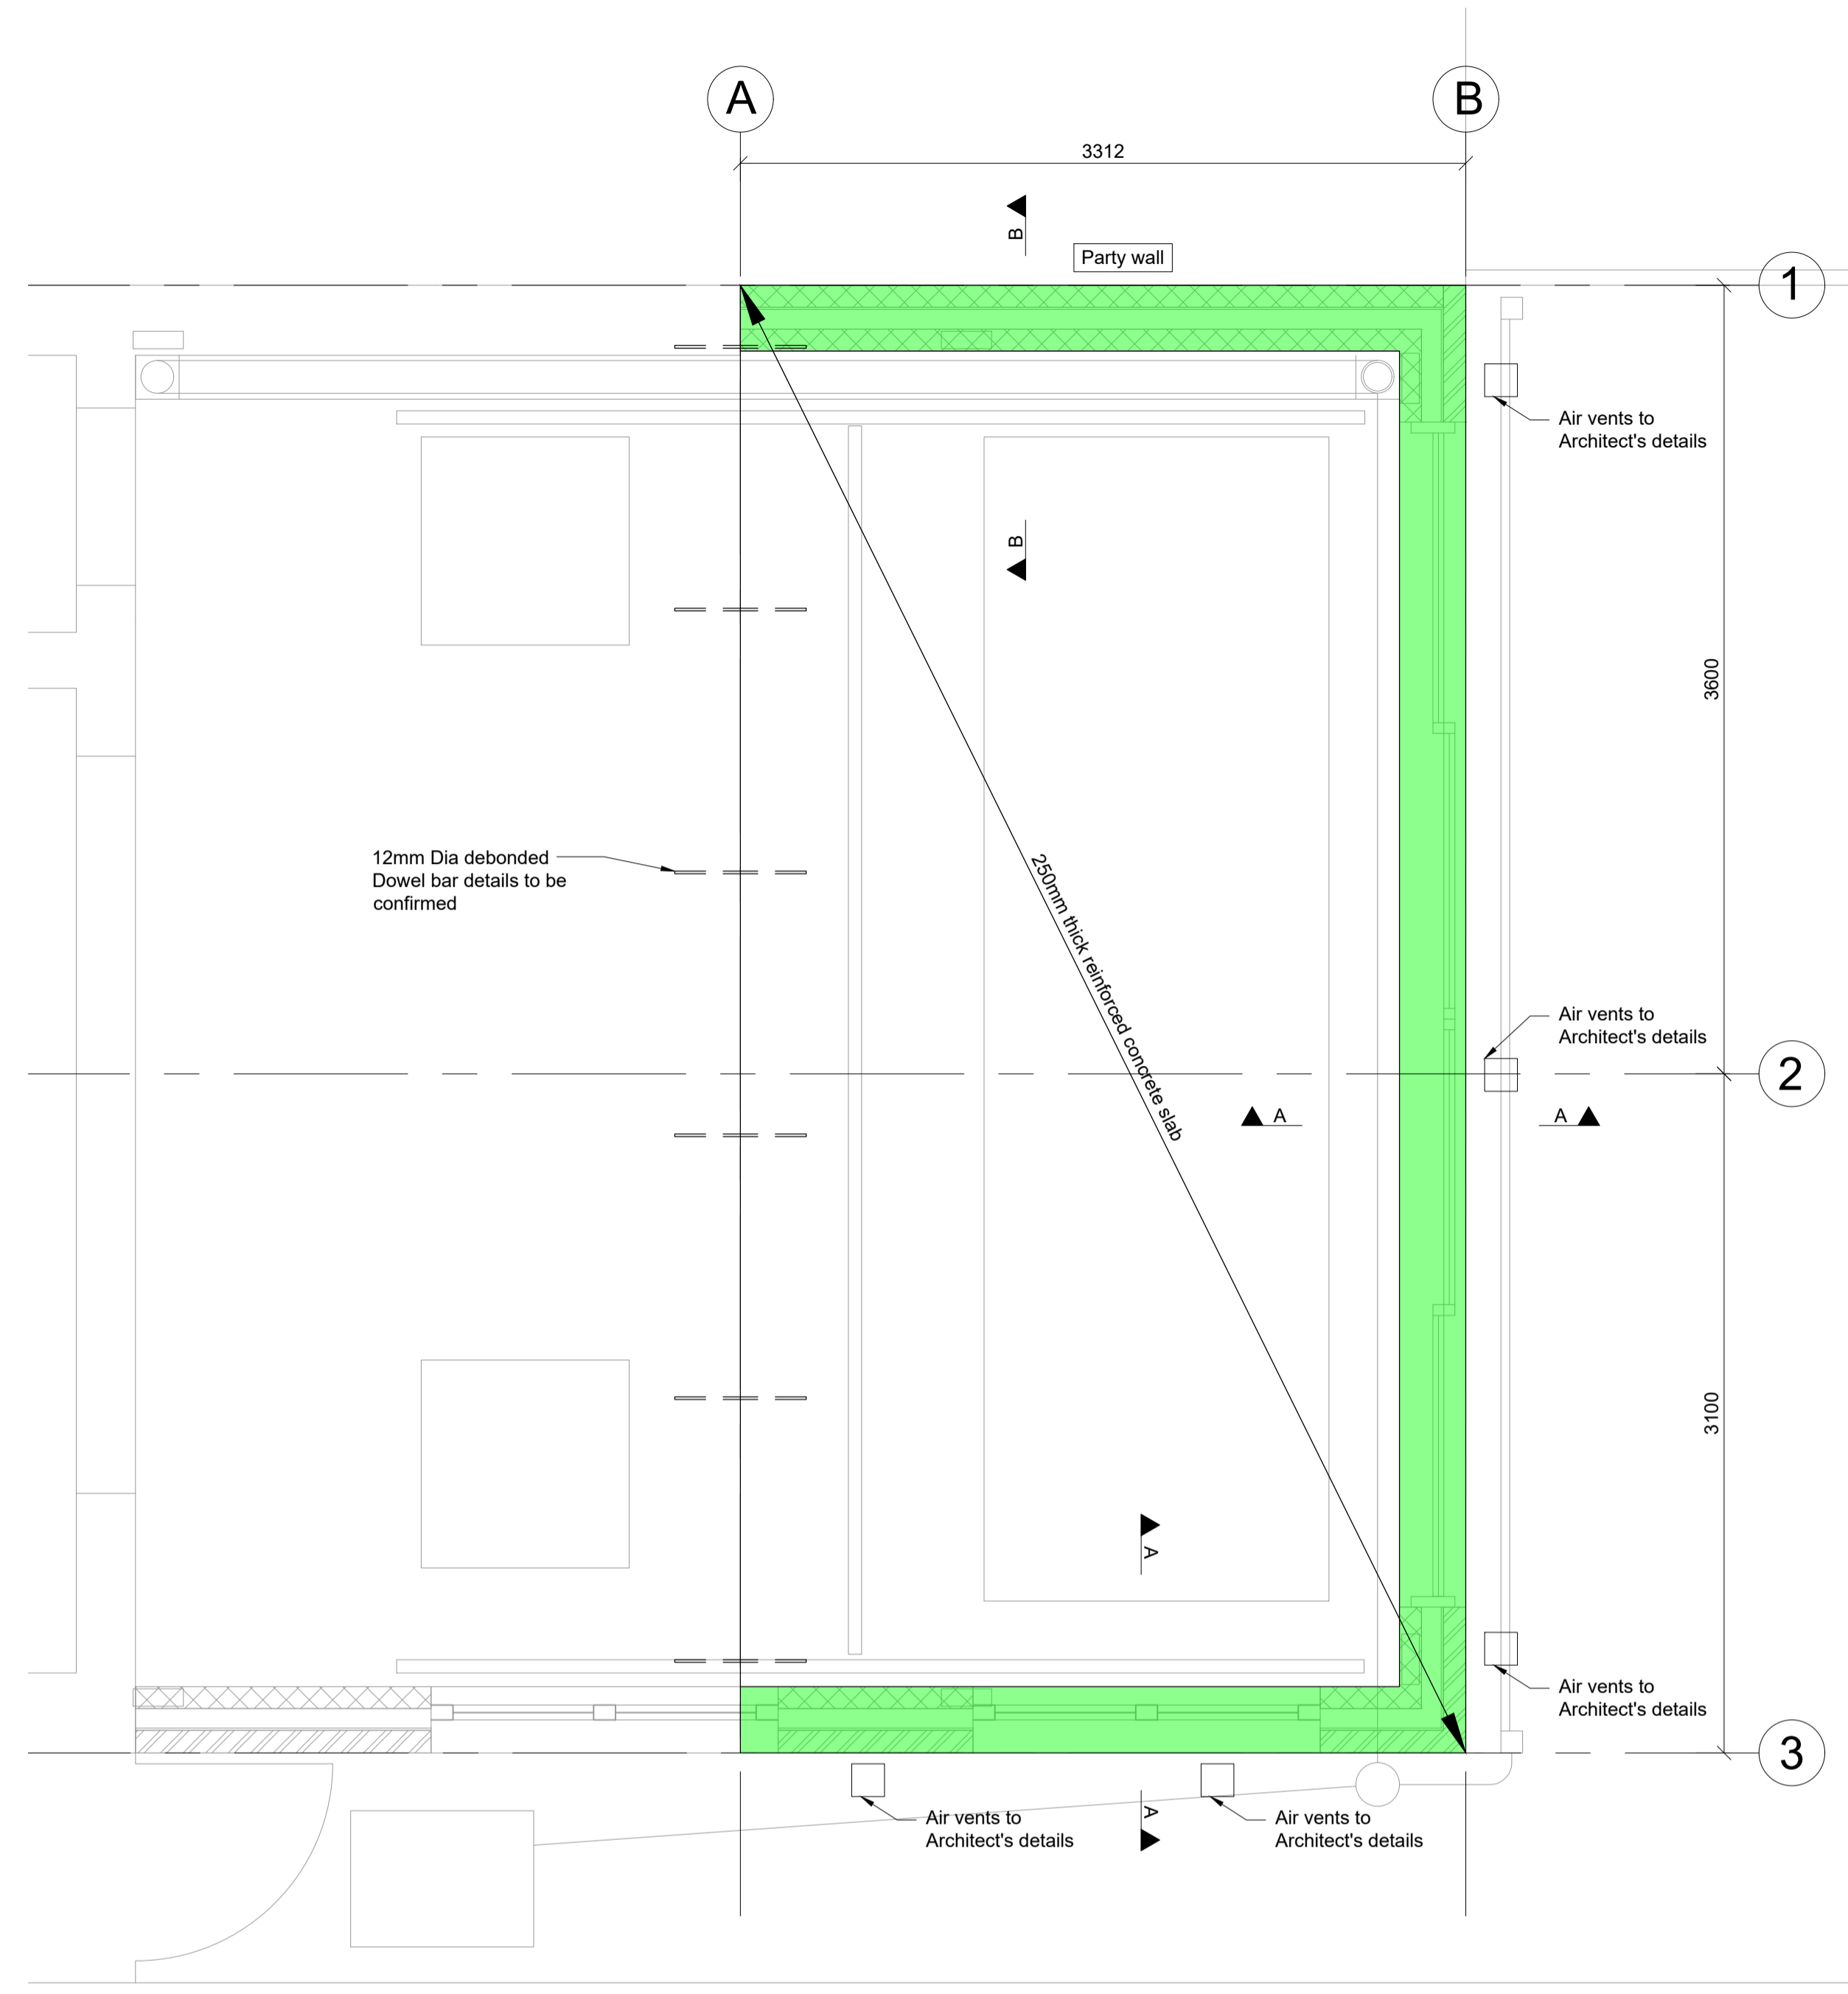 A
B
3312
B
Party wall
1
Air vents to
Architect's details
B
3600
12mm Dia debonded
Dowel bar details to be
confirmed
250mm thick reinforced concrete slab
Air vents to
Architect's details
2
A
A
3100
A
Air vents to
Architect's details
3
A
Air vents to
Architect's details
Air vents to
Architect's details